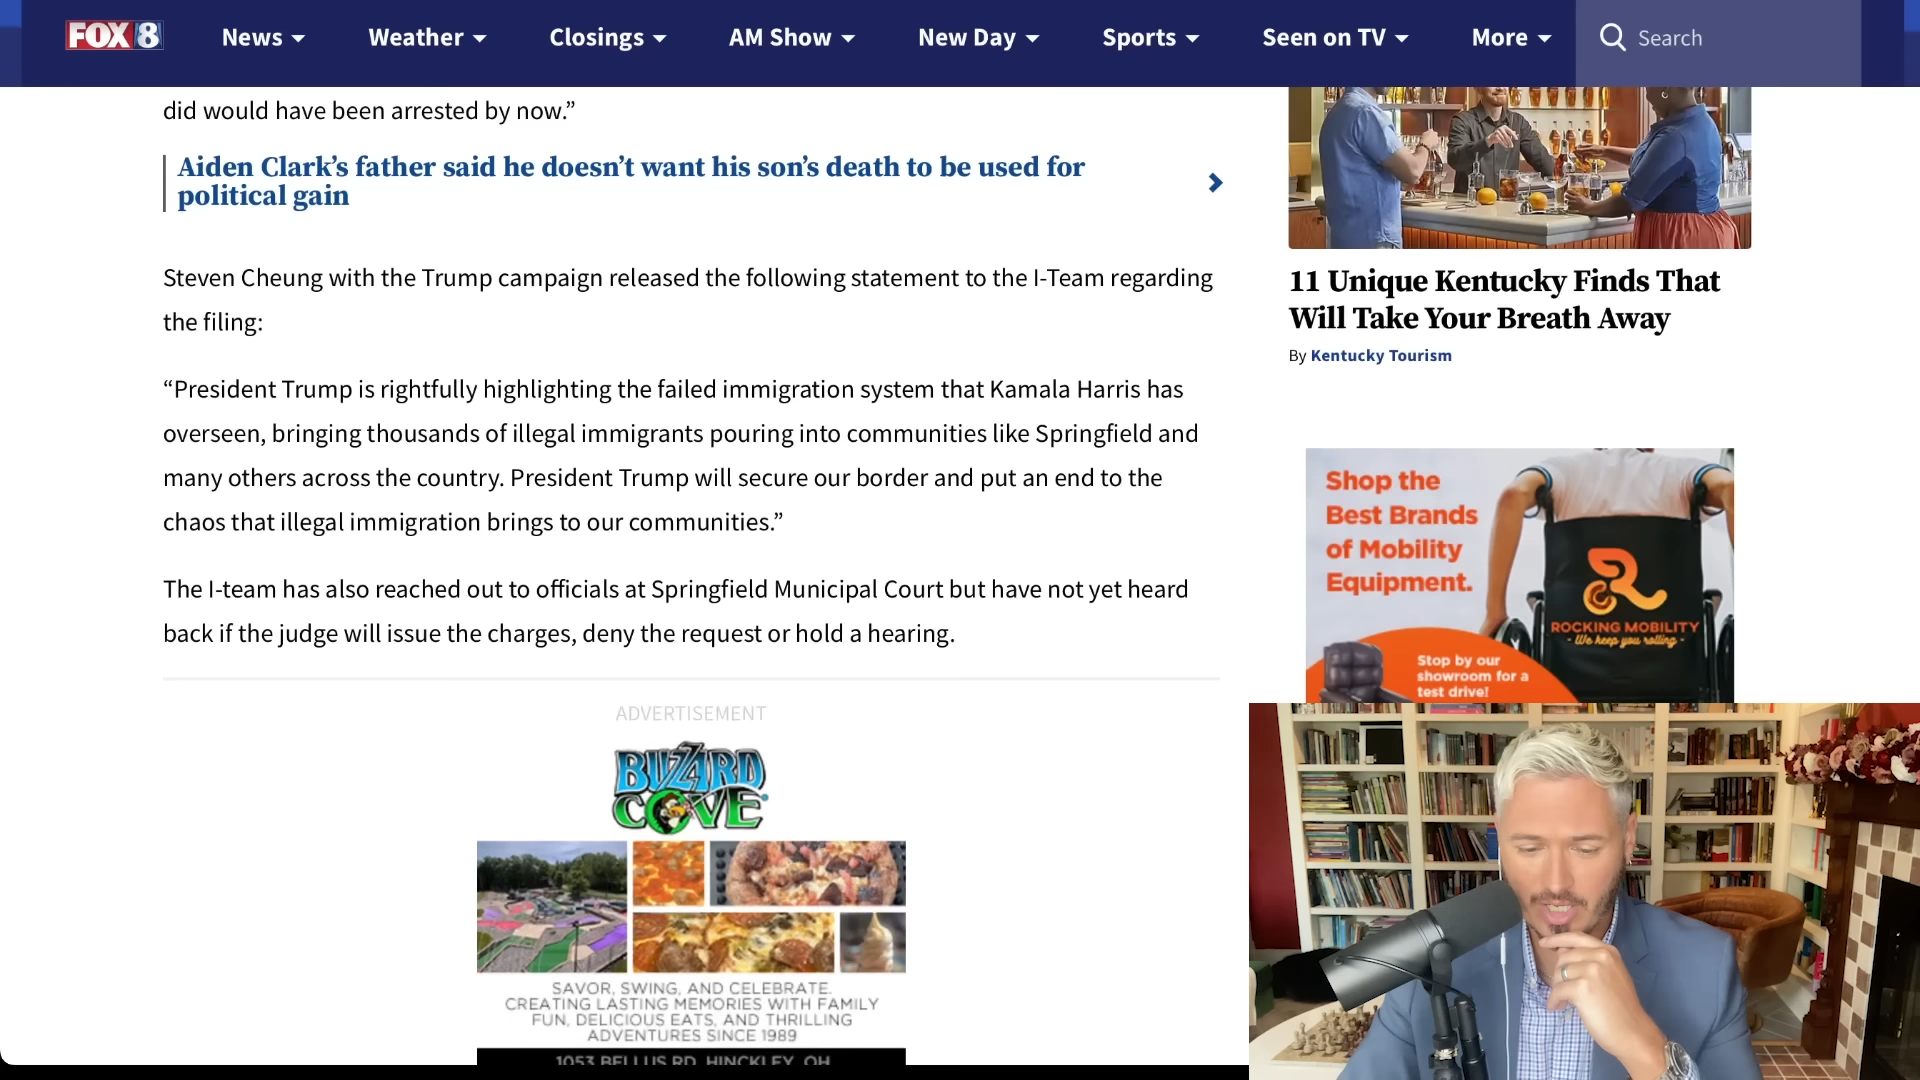 FOX 8
News
Weather
Closings
AM Show
New Day
Sports
Seen on TV
More
Search
did would have been arrested by now.”
Aiden Clark’s father said he doesn’t want his son’s death to be used for
political gain
Steven Cheung with the Trump campaign released the following statement to the I-Team regarding
the filing:
“President Trump is rightfully highlighting the failed immigration system that Kamala Harris has
overseen, bringing thousands of illegal immigrants pouring into communities like Springfield and
many others across the country. President Trump will secure our border and put an end to the
chaos that illegal immigration brings to our communities.”
The I-team has also reached out to officials at Springfield Municipal Court but have not yet heard
back if the judge will issue the charges, deny the request or hold a hearing.
ADVERTISEMENT
BUZZARD
COVE
SAVOR, SWING, AND CELEBRATE.
CREATING LASTING MEMORIES WITH FAMILY
FUN, DELICIOUS EATS, AND THRILLING
ADVENTURES SINCE 1989
1053 BELLUS RD, HINCKLEY, OH
11 Unique Kentucky Finds That
Will Take Your Breath Away
By Kentucky Tourism
Shop the
Best Brands
of Mobility
Equipment.
ROCKING MOBILITY
- We keep you rolling -
Stop by our
showroom for a
test drive!